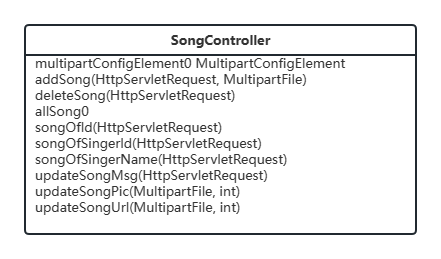 SongController
multipartConfigElement0 MultipartConfigElement
addSong(HttpServletRequest, MultipartFile)
deleteSong(HttpServletRequest)
allSong0
songOfId(HttpServletRequest)
songOfSingerId(HttpServletRequest)
songOfSingerName(HttpServletRequest)
updateSongMsg(HttpServletRequest)
updateSongPic(MultipartFile, int)
updateSongUrl(MultipartFile, int)